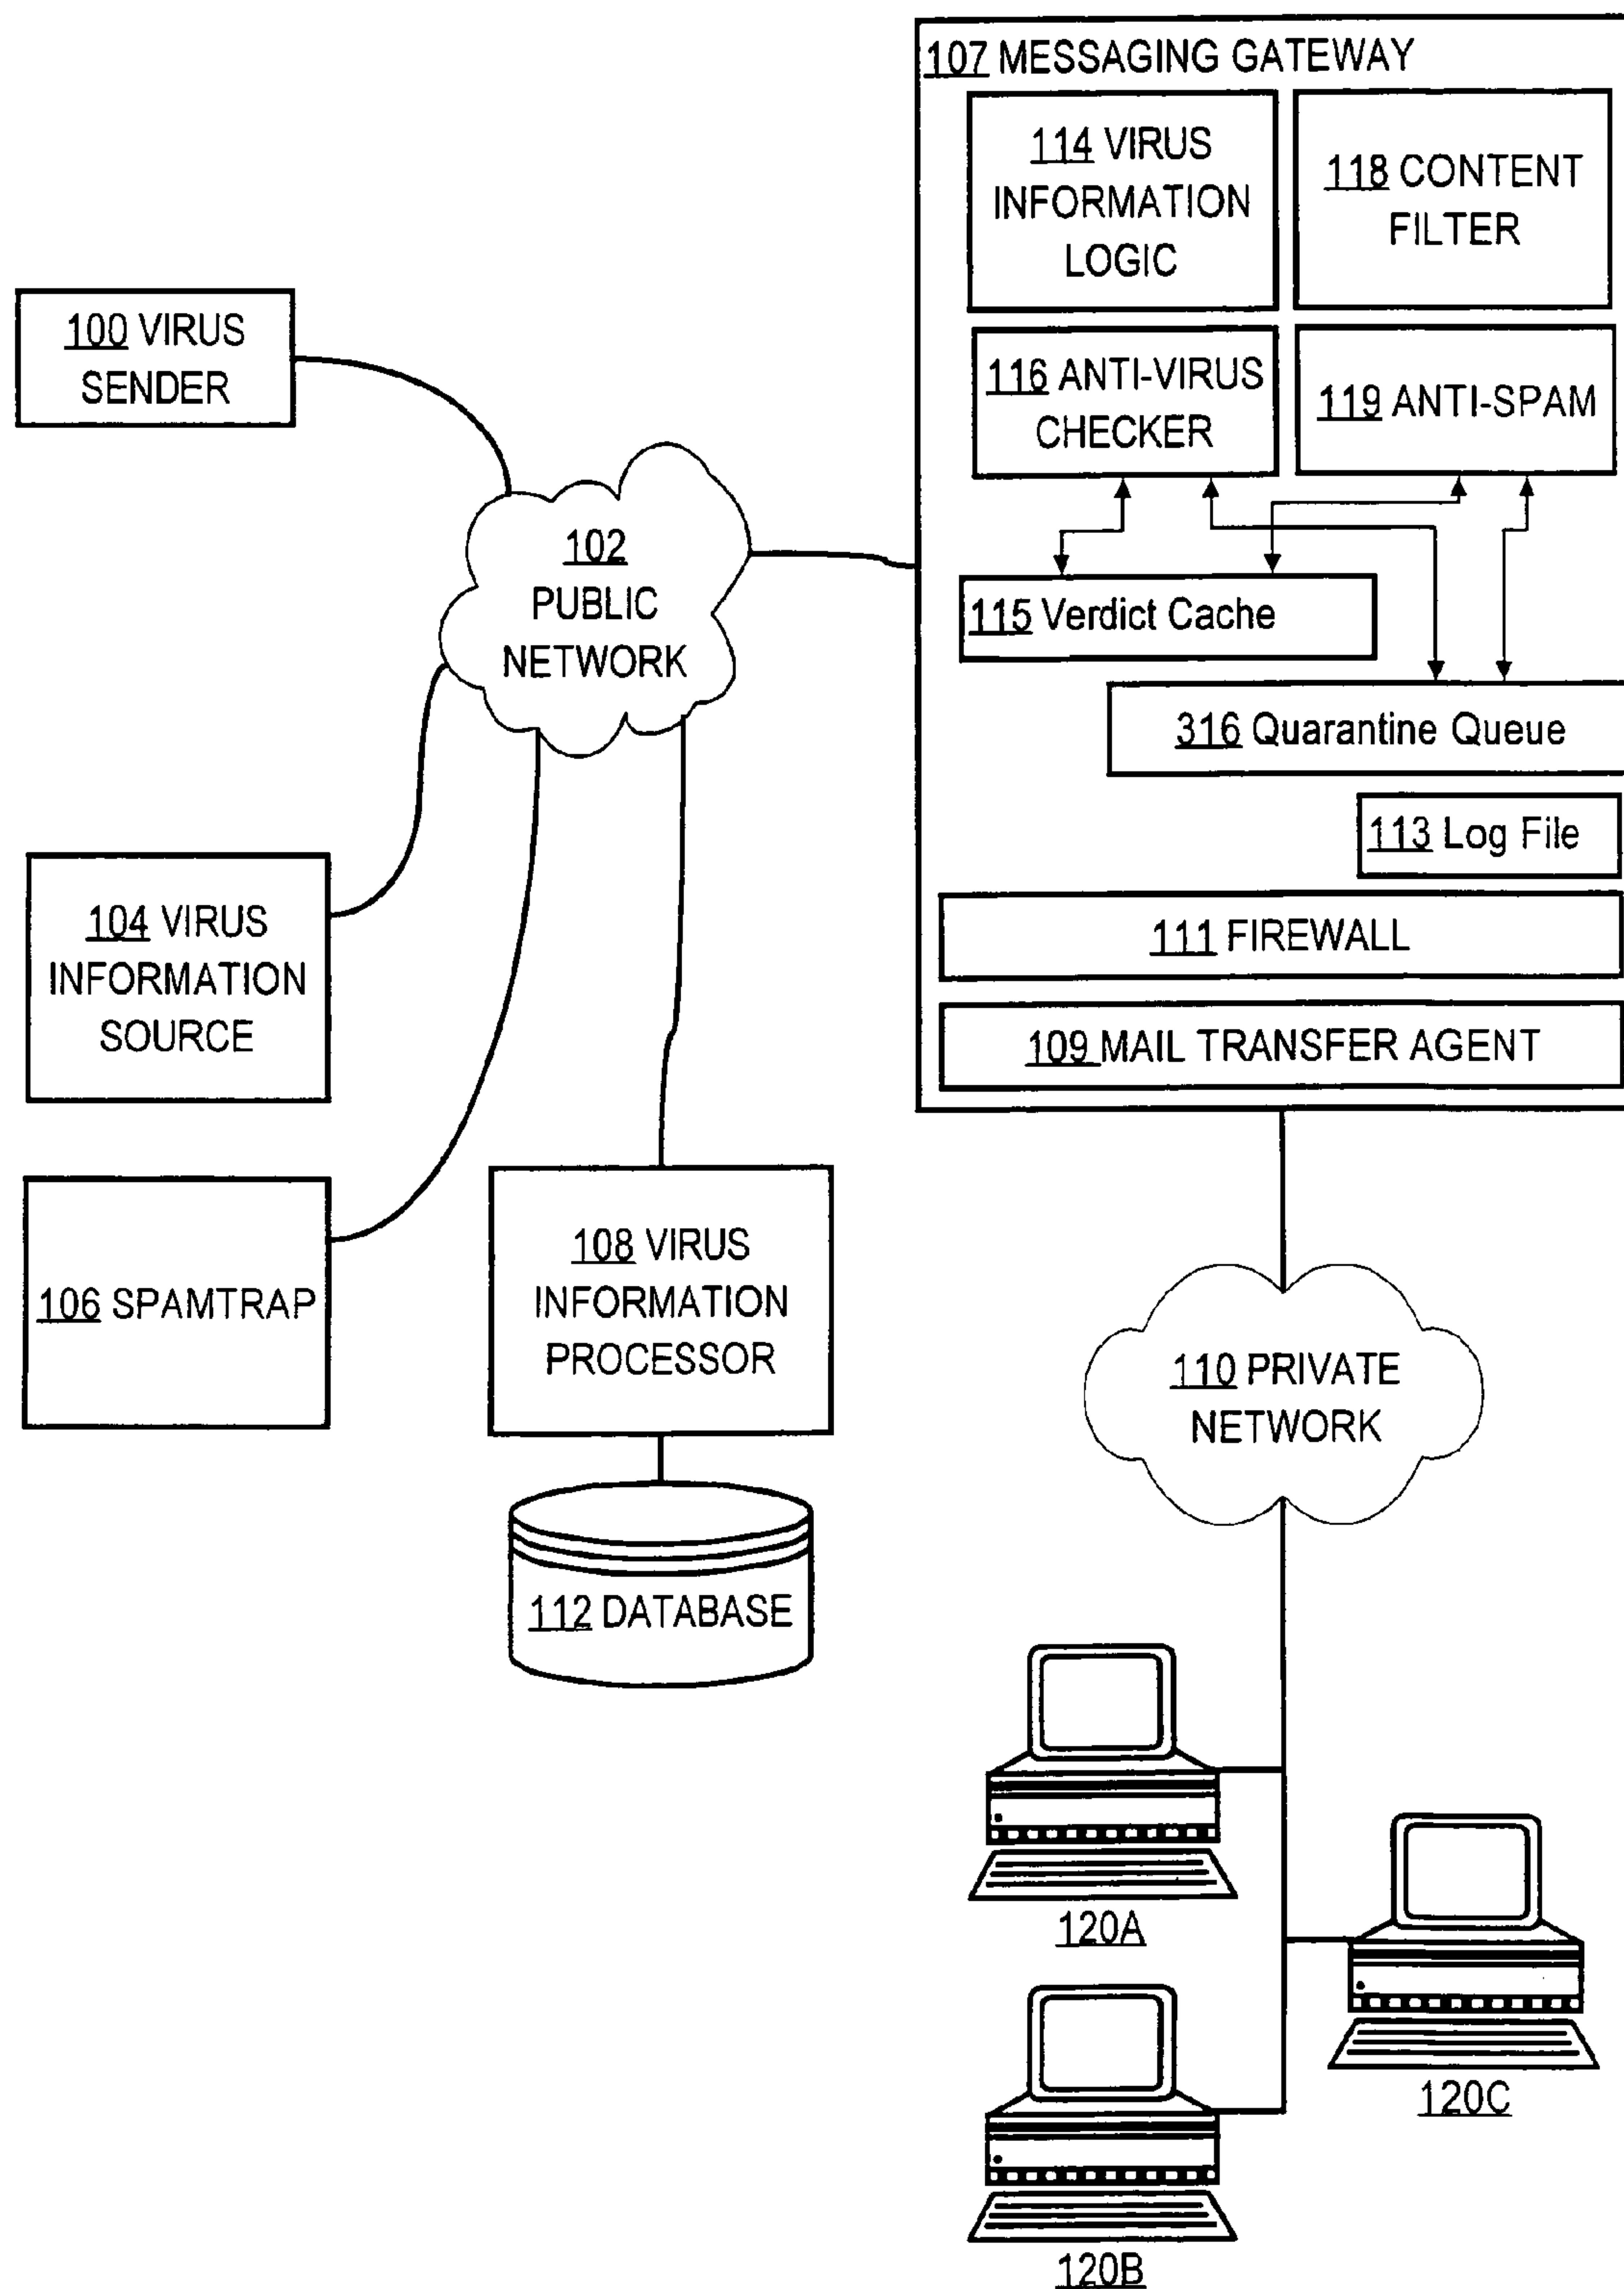 107 MESSAGING GATEWAY
114 VIRUS
INFORMATION
LOGIC
118 CONTENT
FILTER
100 VIRUS
SENDER
116 ANTI-VIRUS
CHECKER
119 ANTI-SPAM
102
PUBLIC
NETWORK
115 Verdict Cache
316 Quarantine Queue
113 Log File
104 VIRUS
INFORMATION
SOURCE
111 FIREWALL
109 MAIL TRANSFER AGENT
106 SPAMTRAP
108 VIRUS
INFORMATION
PROCESSOR
110 PRIVATE
NETWORK
112 DATABASE
120A
120C
120B